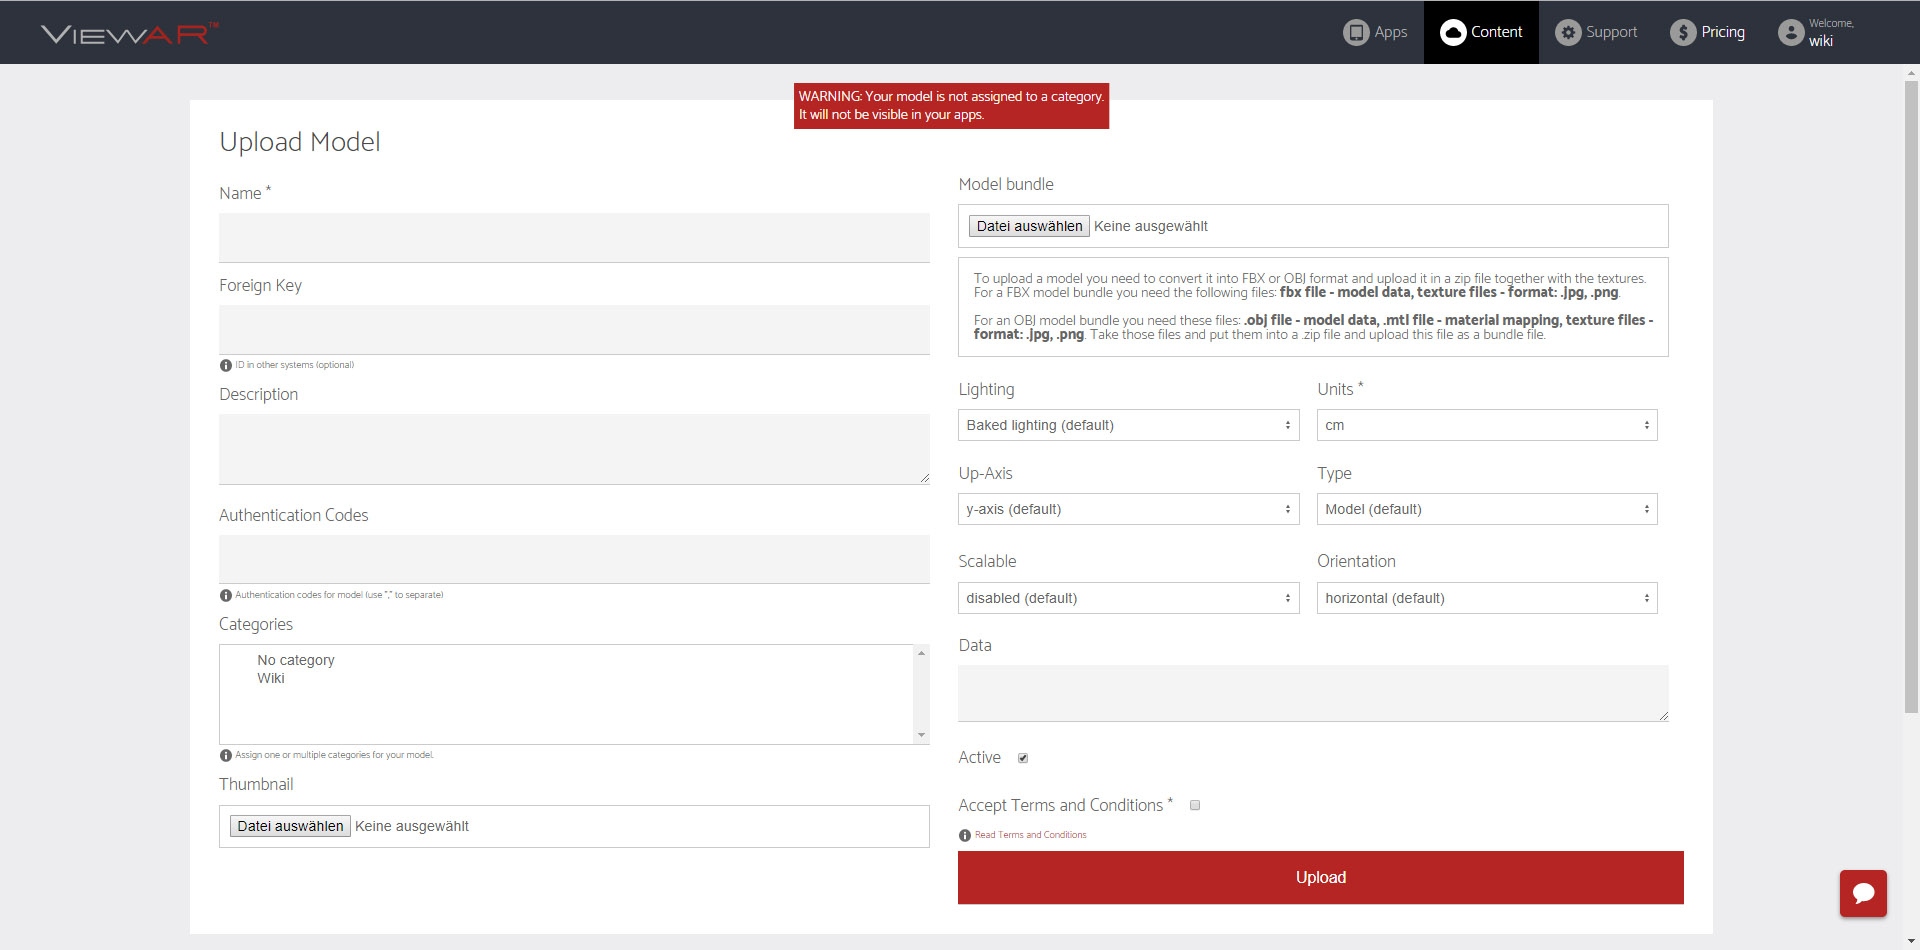 VIEWAR™
Apps
Content
Support
Pricing
Welcome,
wiki
WARNING: Your model is not assigned to a category.
It will not be visible in your apps.
Upload Model
Name *
Foreign Key
ID in other systems (optional)
Description
Authentication Codes
Authentication codes for model (use "," to separate)
Categories
No category
Wiki
Assign one or multiple categories for your model.
Thumbnail
Datei auswählen Keine ausgewählt
Model bundle
Datei auswählen Keine ausgewählt
To upload a model you need to convert it into FBX or OBJ format and upload it in a zip file together with the textures.
For a FBX model bundle you need the following files: fbx file - model data, texture files - format: .jpg, .png.
For an OBJ model bundle you need these files: .obj file - model data, .mtl file - material mapping, texture files -
format: .jpg, .png. Take those files and put them into a .zip file and upload this file as a bundle file.
Lighting
Baked lighting (default)
Units *
cm
Up-Axis
y-axis (default)
Type
Model (default)
Scalable
disabled (default)
Orientation
horizontal (default)
Data
Active
Accept Terms and Conditions *
Read Terms and Conditions
Upload